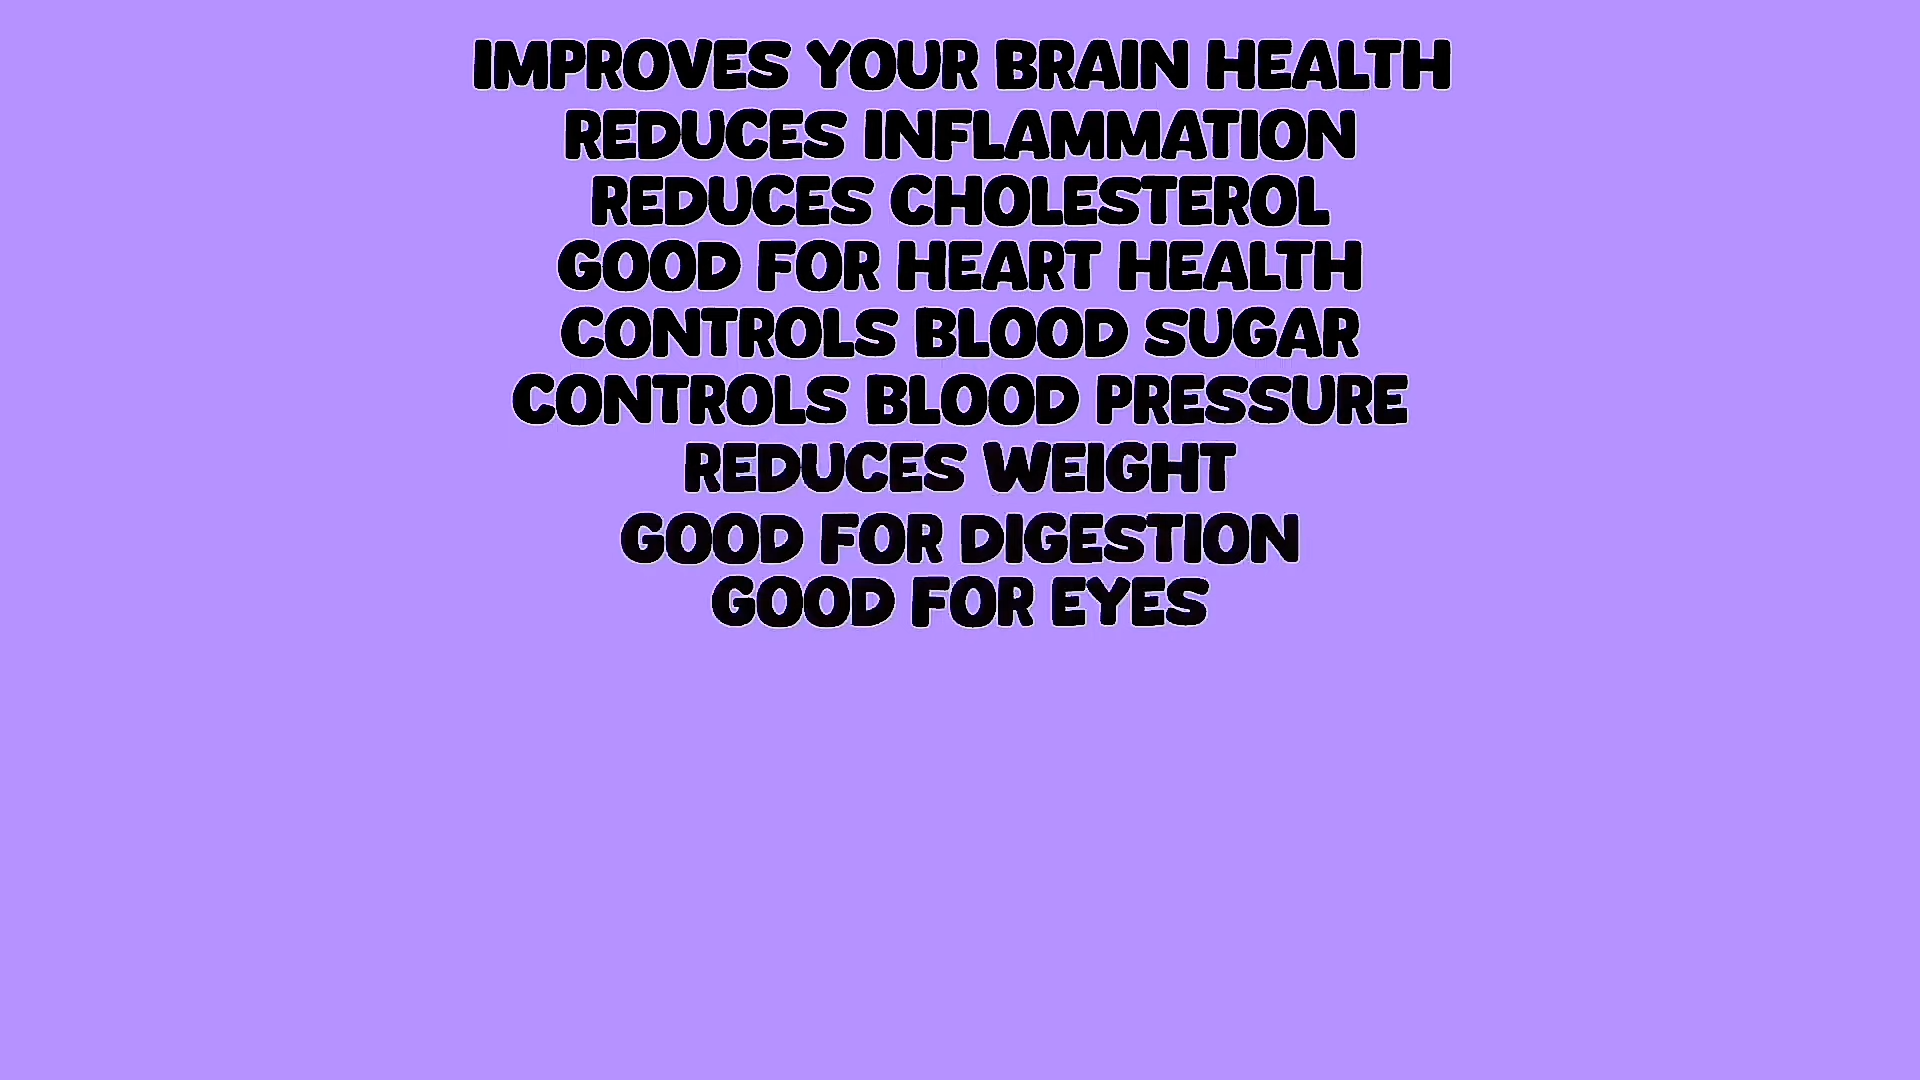 IMPROVES YOUR BRAIN HEALTH
REDUCES INFLAMMATION
REDUCES CHOLESTEROL
GOOD FOR HEART HEALTH
CONTROLS BLOOD SUGAR
CONTROLS BLOOD PRESSURE
REDUCES WEIGHT
GOOD FOR DIGESTION
GOOD FOR EYES